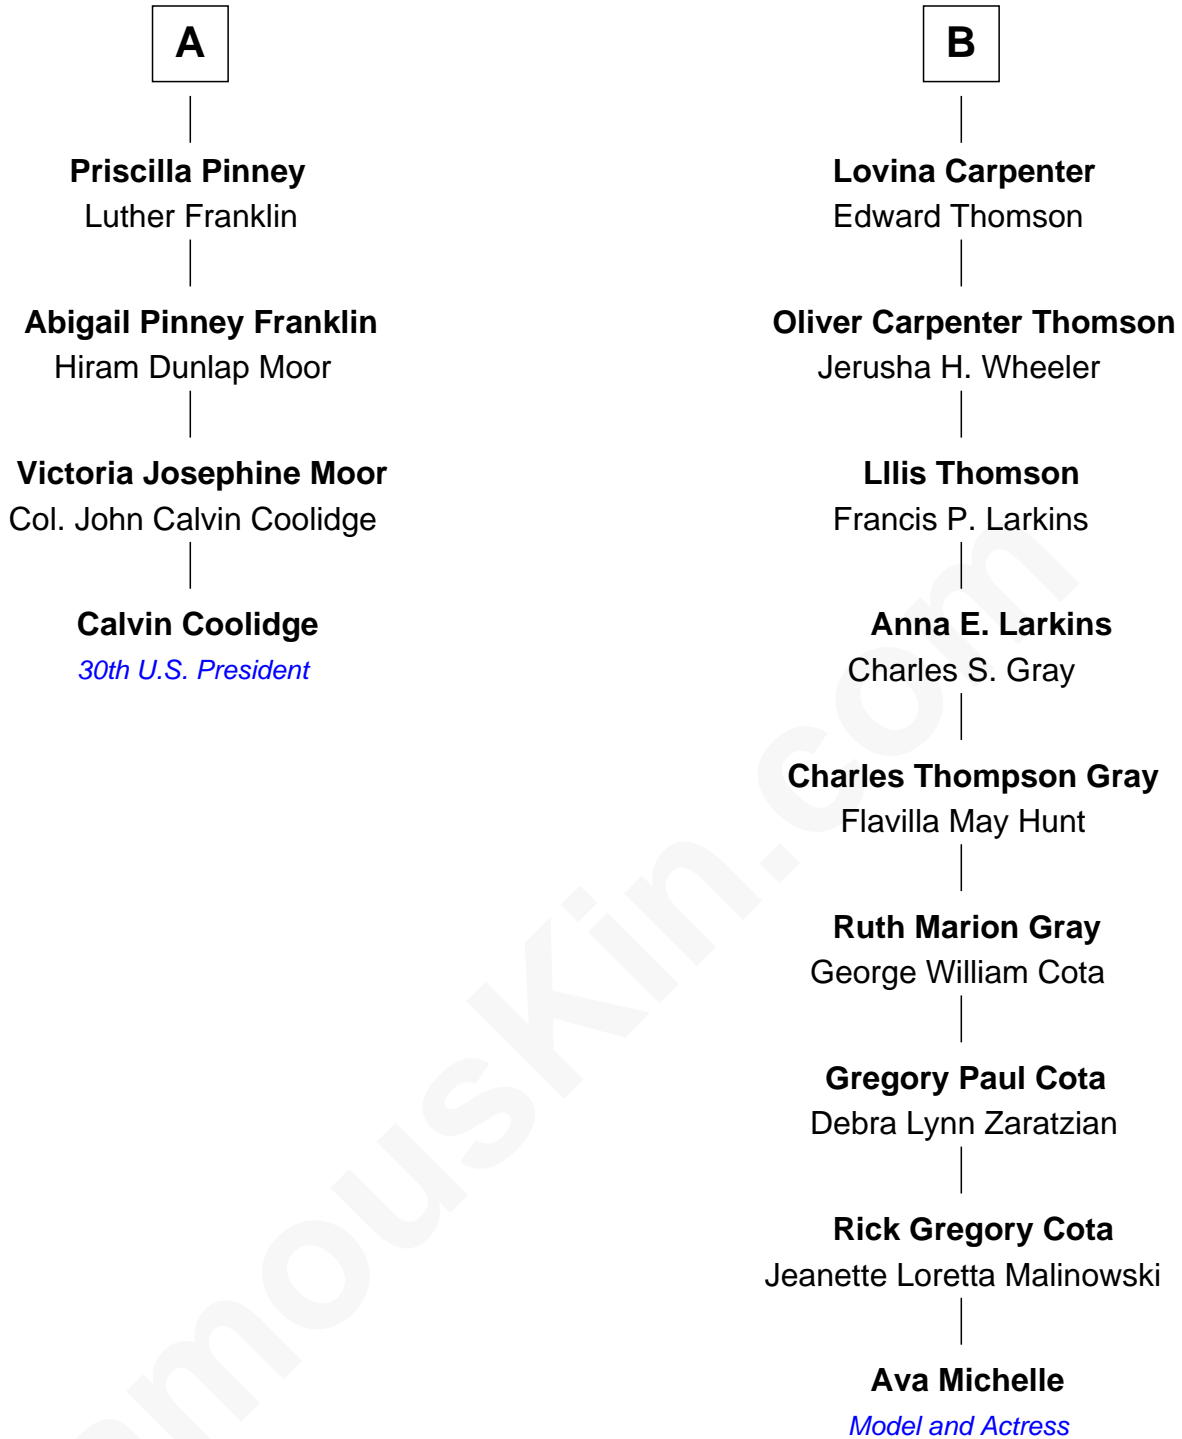 A
Priscilla Pinney
Luther Franklin
Abigail Pinney Franklin
Hiram Dunlap Moor
Victoria Josephine Moor
Col. John Calvin Coolidge
Calvin Coolidge
30th U.S. President
B
Lovina Carpenter
Edward Thomson
Oliver Carpenter Thomson
Jerusha H. Wheeler
LIlis Thomson
Francis P. Larkins
Anna E. Larkins
Charles S. Gray
Charles Thompson Gray
Flavilla May Hunt
Ruth Marion Gray
George William Cota
Gregory Paul Cota
Debra Lynn Zaratzian
Rick Gregory Cota
Jeanette Loretta Malinowski
Ava Michelle
Model and Actress
amouskin.com